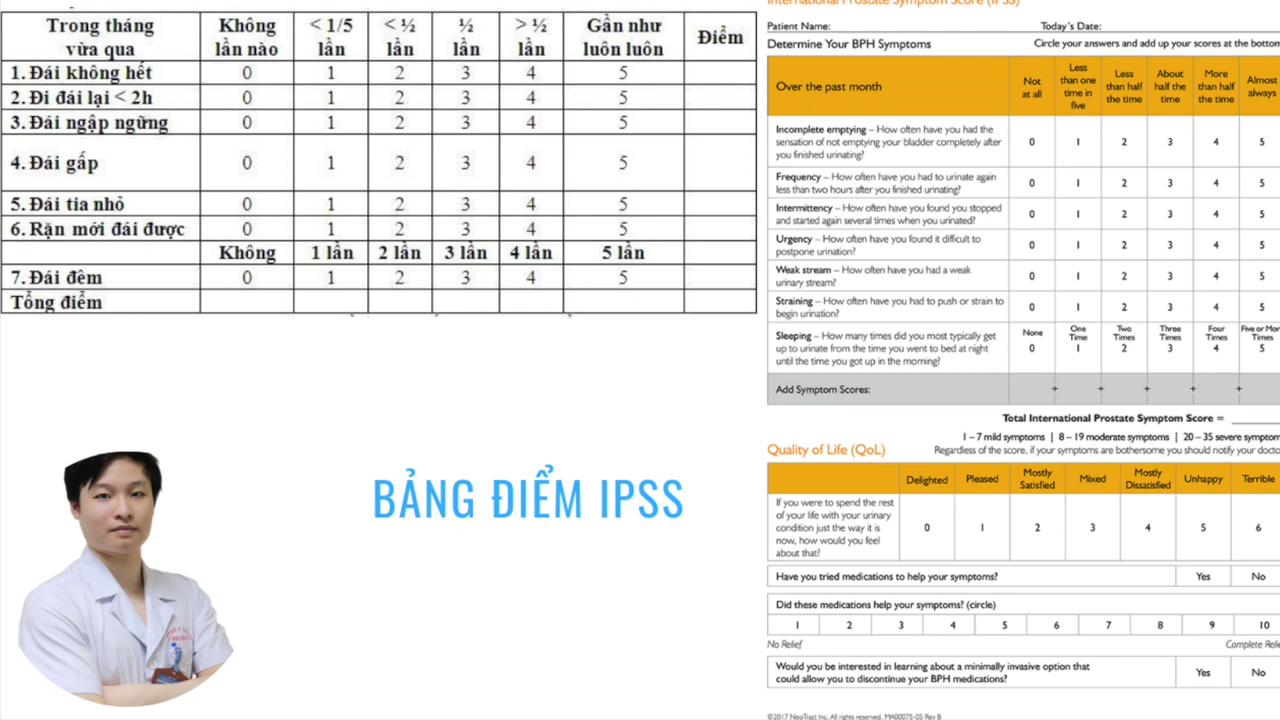 Trong tháng vừa qua | Không lần nào | < 1/5 lần | < ½ lần | ½ lần | > ½ lần | Gần như luôn luôn | Điểm
1. Đái không hết | 0 | 1 | 2 | 3 | 4 | 5
2. Đi đái lại < 2h | 0 | 1 | 2 | 3 | 4 | 5
3. Đái ngập ngừng | 0 | 1 | 2 | 3 | 4 | 5
4. Đái gấp | 0 | 1 | 2 | 3 | 4 | 5
5. Đái tia nhỏ | 0 | 1 | 2 | 3 | 4 | 5
6. Rặn mới đái được | 0 | 1 | 2 | 3 | 4 | 5
Không | 1 lần | 2 lần | 3 lần | 4 lần | 5 lần
7. Đái đêm | 0 | 1 | 2 | 3 | 4 | 5
Tổng điểm
BẢNG ĐIỂM IPSS
International Prostate Symptom Score (IPSS)
Patient Name: Today's Date:
Determine Your BPH Symptoms Circle your answers and add up your scores at the bottom
Over the past month | Not at all | Less than one time in five | Less than half the time | About half the time | More than half the time | Almost always
Incomplete emptying – How often have you had the
sensation of not emptying your bladder completely after
you finished urinating? | 0 | 1 | 2 | 3 | 4 | 5
Frequency – How often have you had to urinate again
less than two hours after you finished urinating? | 0 | 1 | 2 | 3 | 4 | 5
Intermittency – How often have you found you stopped
and started again several times when you urinated? | 0 | 1 | 2 | 3 | 4 | 5
Urgency – How often have you found it difficult to
postpone urination? | 0 | 1 | 2 | 3 | 4 | 5
Weak stream – How often have you had a weak
urinary stream? | 0 | 1 | 2 | 3 | 4 | 5
Straining – How often have you had to push or strain to
begin urination? | 0 | 1 | 2 | 3 | 4 | 5
Sleeping – How many times did you most typically get
up to urinate from the time you went to bed at night
until the time you got up in the morning? | None 0 | One Time 1 | Two Times 2 | Three Times 3 | Four Times 4 | Five or Mor Times 5
Add Symptom Scores: + + + + +
Total International Prostate Symptom Score = ____
1 – 7 mild symptoms | 8 – 19 moderate symptoms | 20 – 35 severe symptom
Quality of Life (QoL) Regardless of the score, if your symptoms are bothersome you should notify your docto
Delighted | Pleased | Mostly Satisfied | Mixed | Mostly Dissatisfied | Unhappy | Terrible
If you were to spend the rest
of your life with your urinary
condition just the way it is
now, how would you feel
about that? | 0 | 1 | 2 | 3 | 4 | 5 | 6
Have you tried medications to help your symptoms? Yes No
Did these medications help your symptoms? (circle)
1 2 3 4 5 6 7 8 9 10
No Relief Complete Relie
Would you be interested in learning about a minimally invasive option that
could allow you to discontinue your BPH medications? Yes No
©2017 NeoTract Inc. All rights reserved. MA00075-05 Rev B